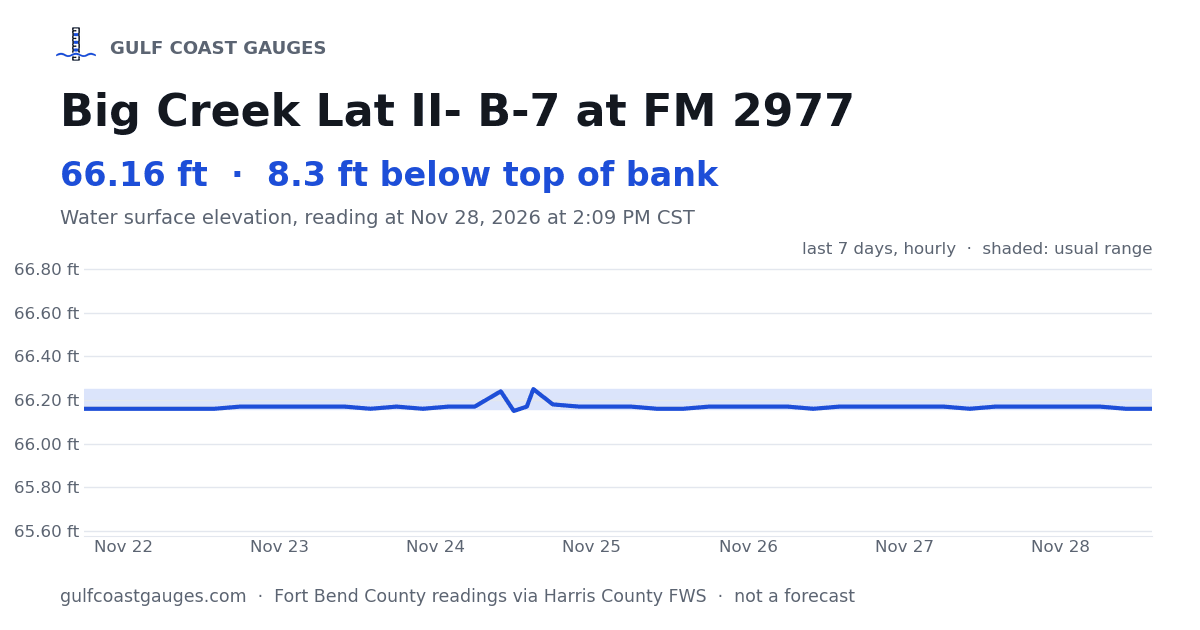 GULF COAST GAUGES
Big Creek Lat II- B-7 at FM 2977
66.16 ft · 8.3 ft below top of bank
Water surface elevation, reading at Nov 28, 2026 at 2:09 PM CST
last 7 days, hourly · shaded: usual range
66.80 ft
66.60 ft
66.40 ft
66.20 ft
66.00 ft
65.80 ft
65.60 ft
Nov 22 Nov 23 Nov 24 Nov 25 Nov 26 Nov 27 Nov 28
gulfcoastgauges.com · Fort Bend County readings via Harris County FWS · not a forecast